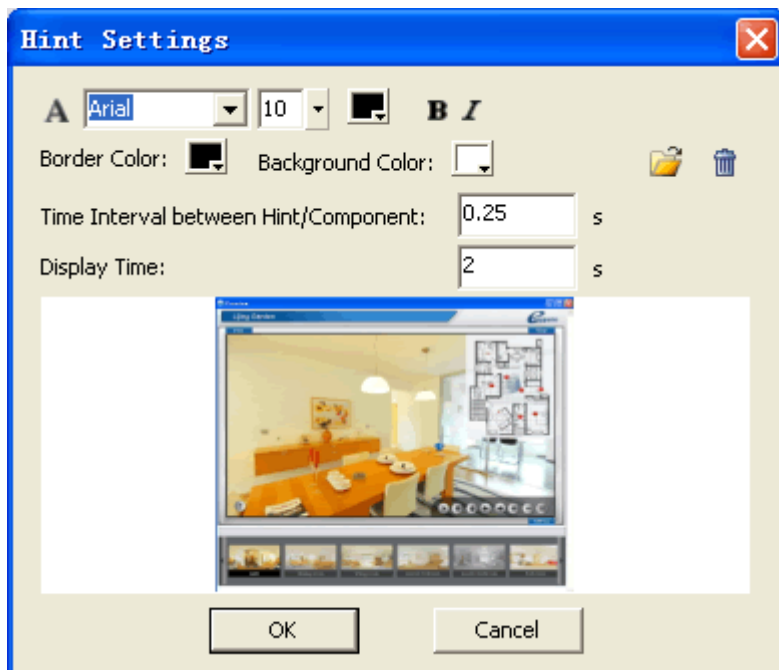 Hint Settings
A Arial 10 B I
Border Color: Background Color:
Time Interval between Hint/Component: 0.25 s
Display Time: 2 s
OK Cancel